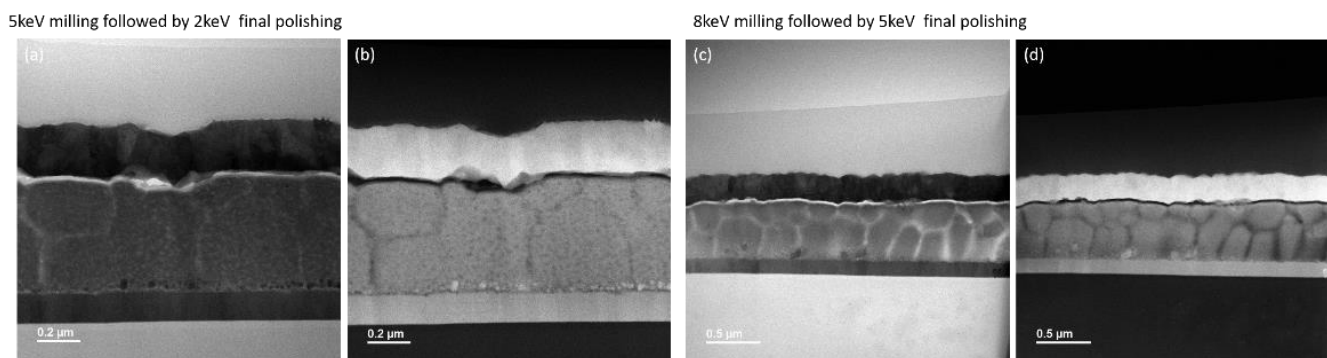 5keV milling followed by 2keV final polishing
8keV milling followed by 5keV final polishing
(a)
(b)
(c)
(d)
0.2 µm
0.2 µm
0.5 µm
0.5 µm